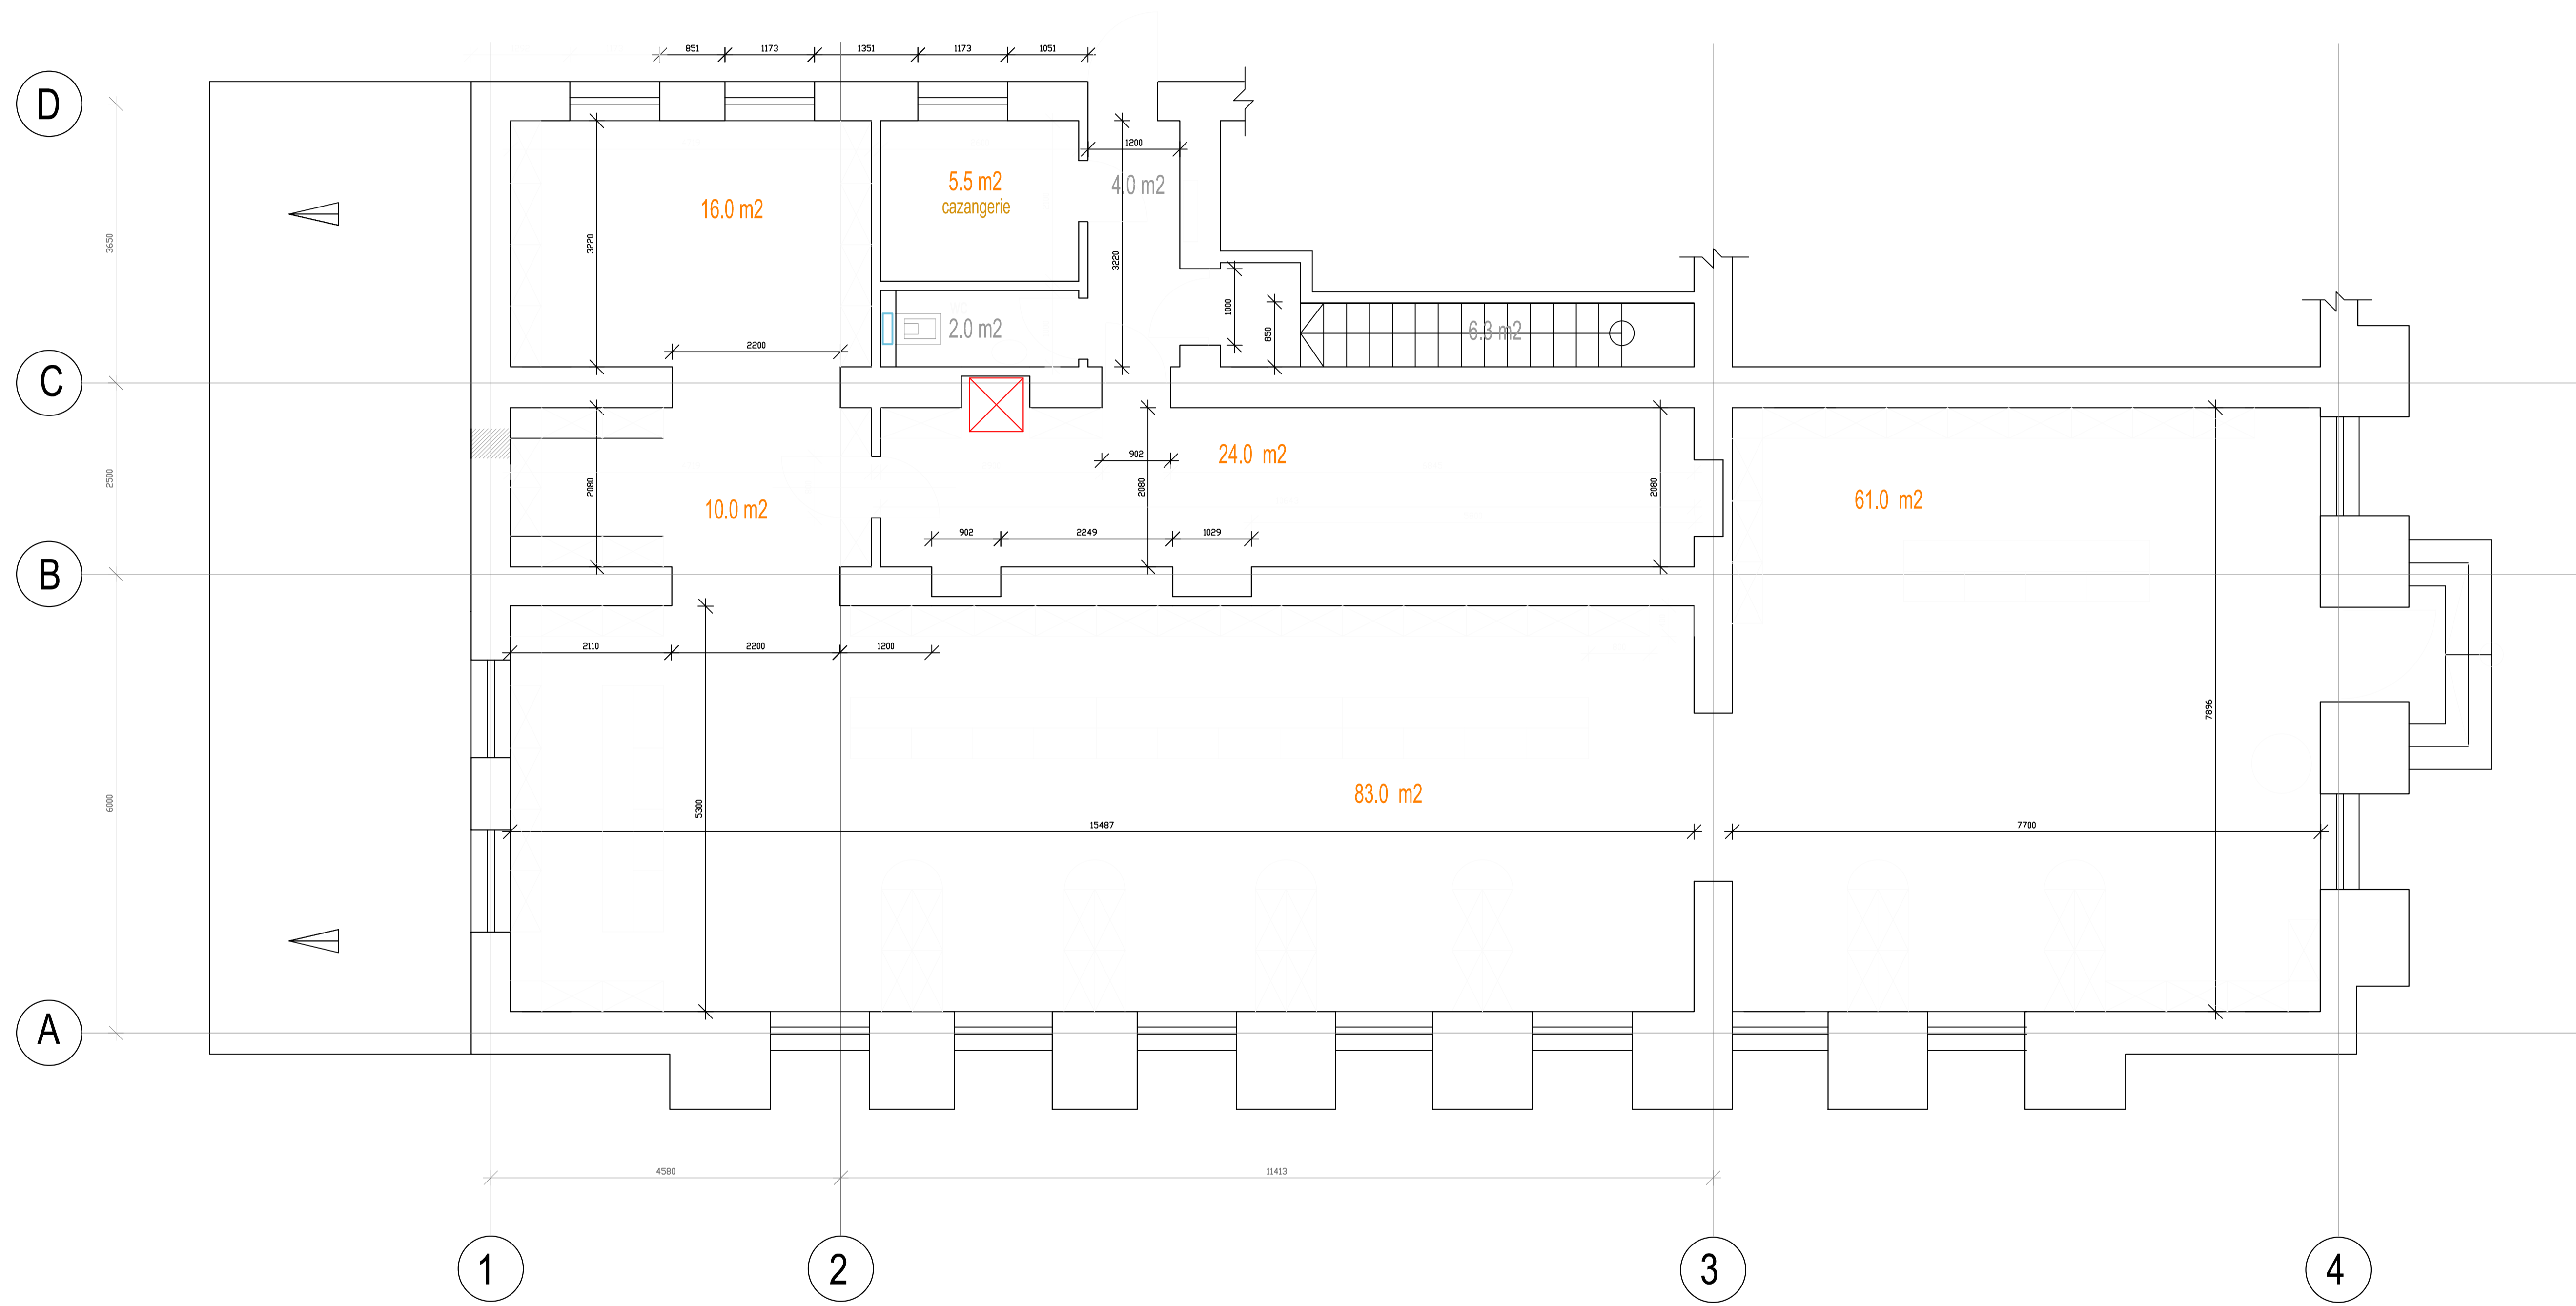 851 1173 1351 1173 1051
D
1200
5.5 m2
cazangerie
4.0 m2
16.0 m2
3650
3220
3220
1000
850
2.0 m2
6.3 m2
2200
C
24.0 m2
902
2500
2080
2080
2080
10.0 m2
61.0 m2
902 2249 1029
B
2110 2200 1200
7896
83.0 m2
6000
5300
15487 7700
A
4580 11413
1 2 3 4